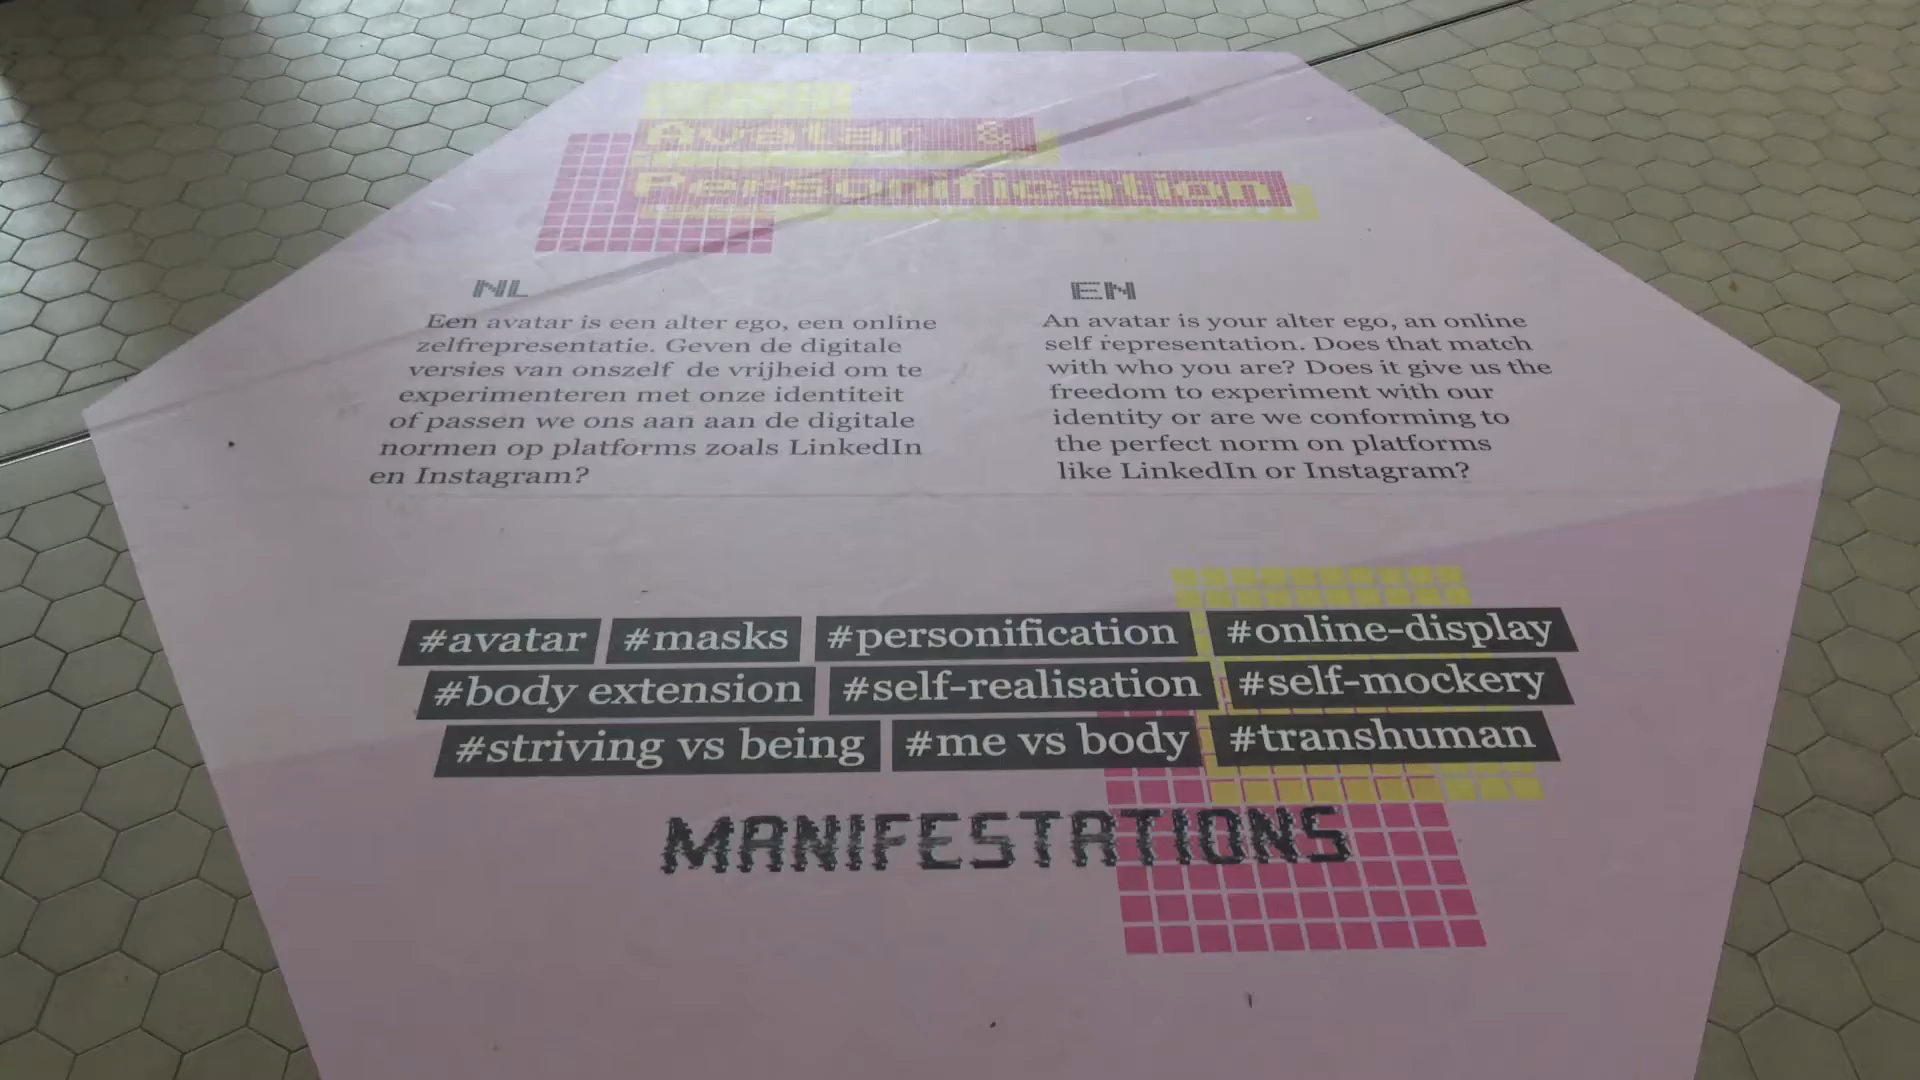 Avatar &
Personification
NL
Een avatar is een alter ego, een online
zelfrepresentatie. Geven de digitale
versies van onszelf de vrijheid om te
experimenteren met onze identiteit
of passen we ons aan aan de digitale
normen op platforms zoals LinkedIn
en Instagram?
EN
An avatar is your alter ego, an online
self representation. Does that match
with who you are? Does it give us the
freedom to experiment with our
identity or are we conforming to
the perfect norm on platforms
like LinkedIn or Instagram?
#avatar #masks #personification #online-display
#body extension #self-realisation #self-mockery
#striving vs being #me vs body #transhuman
MANIFESTATIONS